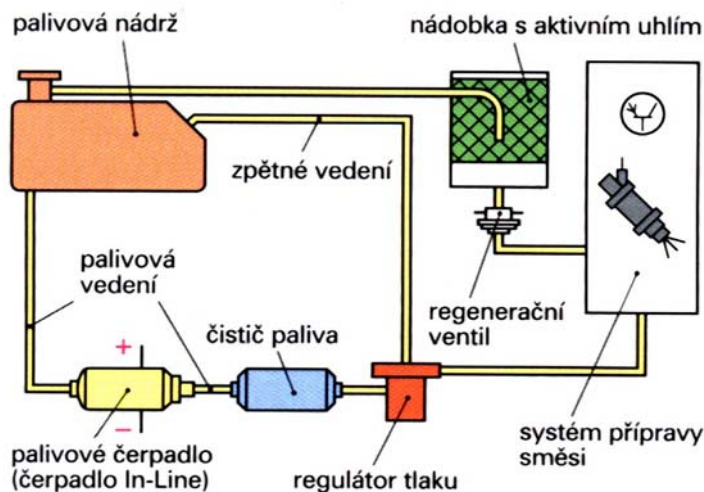 palivová nádrž
nádobka s aktivním uhlím
zpětné vedení
palivová
vedení
regenerační
ventil
čistič paliva
+
−
palivové čerpadlo
(čerpadlo In-Line)
regulátor tlaku
systém přípravy
směsi